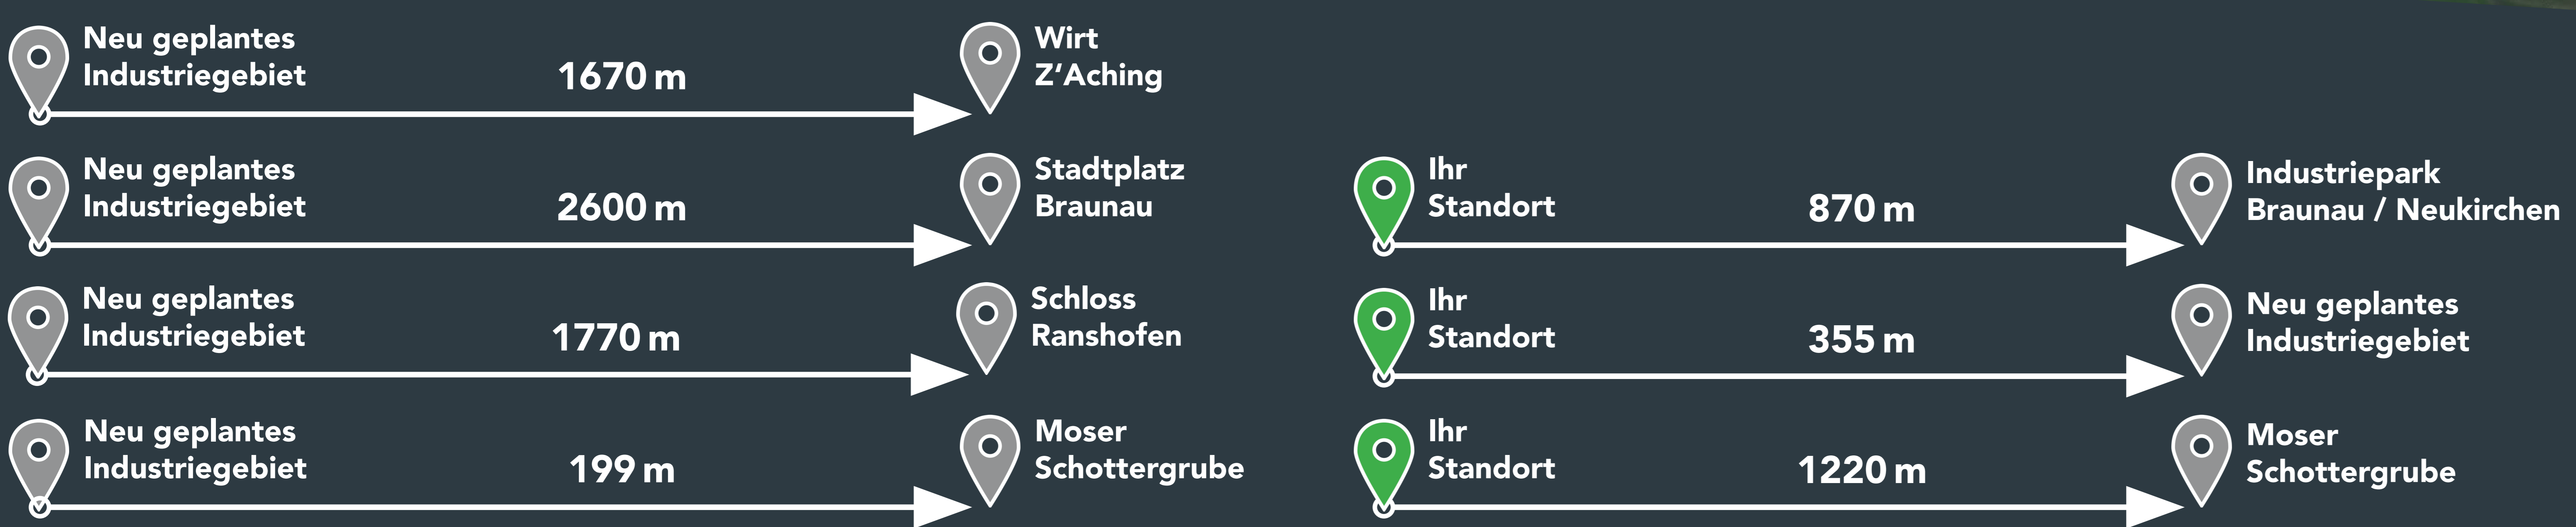 Neu geplantes
Industriegebiet
1670 m
Wirt
Z‘Aching
Neu geplantes
Industriegebiet
2600 m
Stadtplatz
Braunau
Neu geplantes
Industriegebiet
1770 m
Schloss
Ranshofen
Neu geplantes
Industriegebiet
199 m
Moser
Schottergrube
Ihr
Standort
870 m
Industriepark
Braunau / Neukirchen
Ihr
Standort
355 m
Neu geplantes
Industriegebiet
Ihr
Standort
1220 m
Moser
Schottergrube